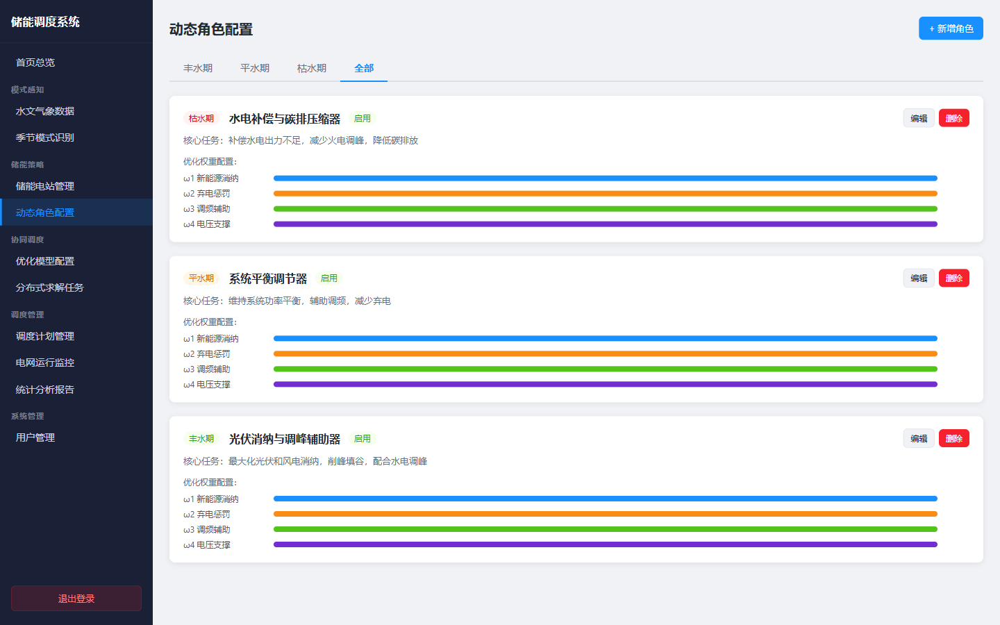 储能调度系统
首页总览
模式感知
水文气象数据
季节模式识别
储能策略
储能电站管理
动态角色配置
协同调度
优化模型配置
分布式求解任务
调度管理
调度计划管理
电网运行监控
统计分析报告
系统管理
用户管理
退出登录
动态角色配置
+ 新增角色
丰水期 平水期 枯水期 全部
枯水期 水电补偿与碳排压缩器 启用 编辑 删除
核心任务：补偿水电出力不足，减少火电调峰，降低碳排放
优化权重配置：
ω1 新能源消纳
ω2 弃电惩罚
ω3 调频辅助
ω4 电压支撑
平水期 系统平衡调节器 启用 编辑 删除
核心任务：维持系统功率平衡，辅助调频，减少弃电
优化权重配置：
ω1 新能源消纳
ω2 弃电惩罚
ω3 调频辅助
ω4 电压支撑
丰水期 光伏消纳与调峰辅助器 启用 编辑 删除
核心任务：最大化光伏和风电消纳，削峰填谷，配合水电调峰
优化权重配置：
ω1 新能源消纳
ω2 弃电惩罚
ω3 调频辅助
ω4 电压支撑